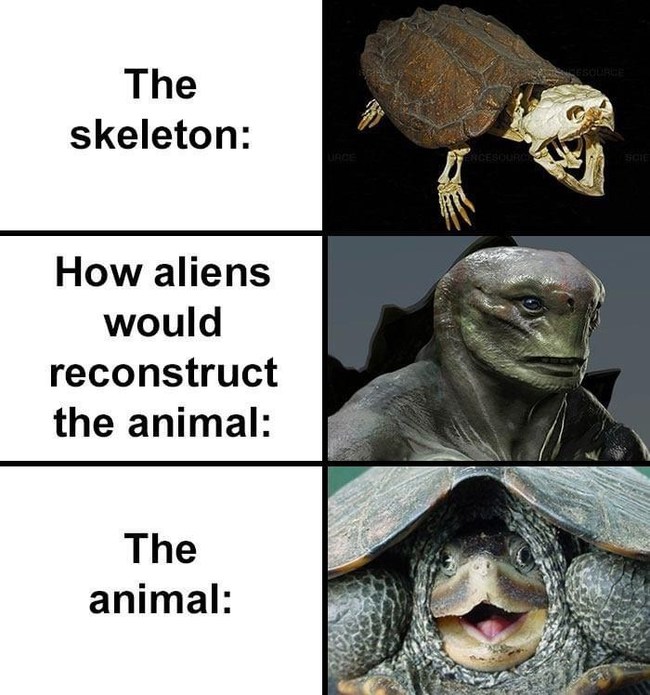 The
skeleton:
How aliens
would
reconstruct
the animal:
The
animal: